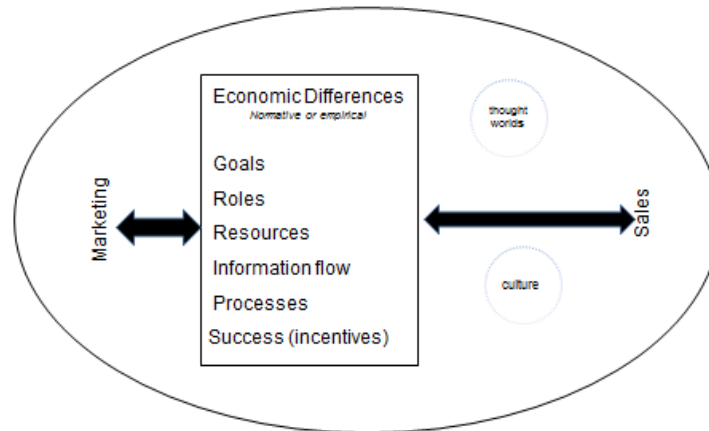 Marketing
Economic Differences
Normative or empirical
Goals
Roles
Resources
Information flow
Processes
Success (incentives)
thought
worlds
culture
Sales